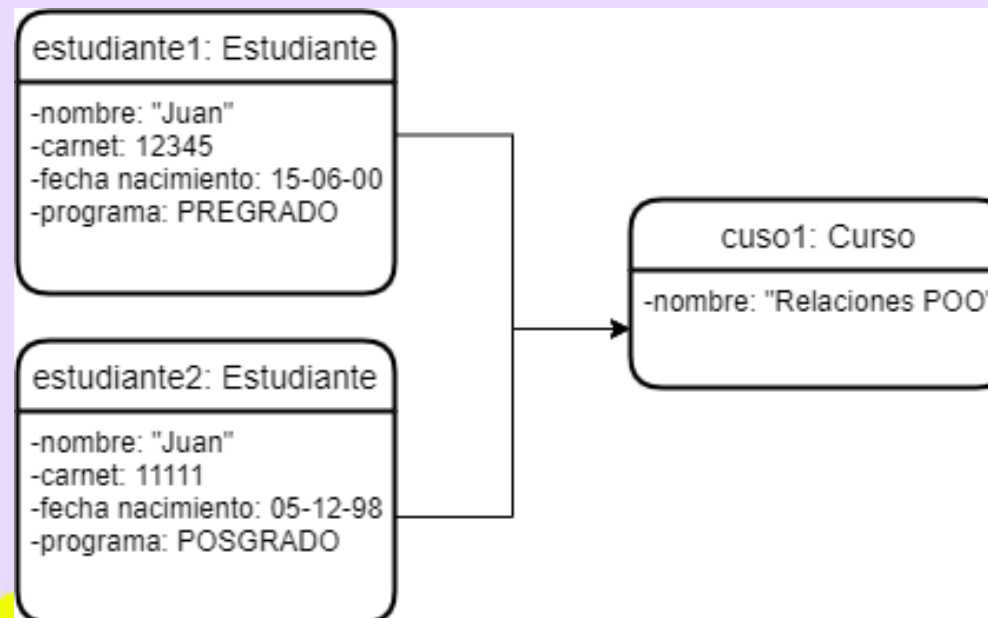 estudiante1: Estudiante
-nombre: "Juan"
-carnet: 12345
-fecha nacimiento: 15-06-00
-programa: PREGRADO
estudiante2: Estudiante
-nombre: "Juan"
-carnet: 11111
-fecha nacimiento: 05-12-98
-programa: POSGRADO
cuso1: Curso
-nombre: "Relaciones POO"